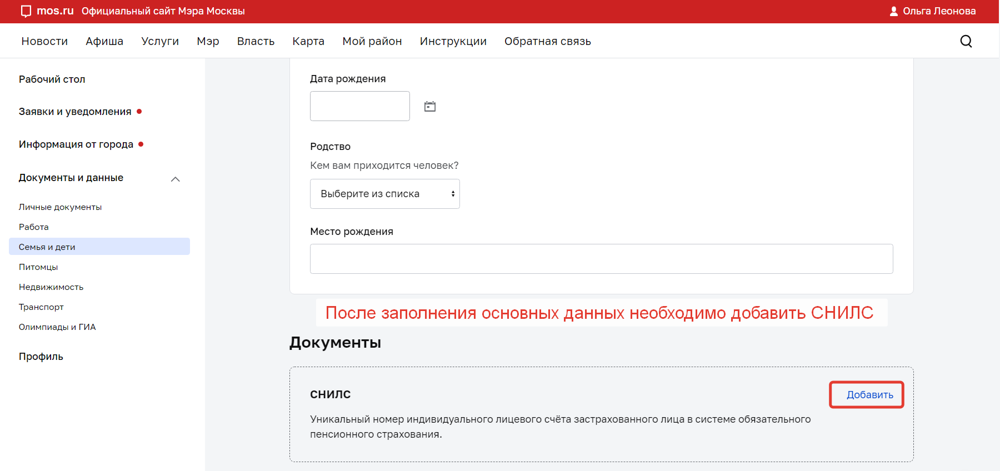 mos.ru Официальный сайт Мэра Москвы
Ольга Леонова
Новости Афиша Услуги Мэр Власть Карта Мой район Инструкции Обратная связь
Рабочий стол
Заявки и уведомления
Информация от города
Документы и данные
Личные документы
Работа
Семья и дети
Питомцы
Недвижимость
Транспорт
Олимпиады и ГИА
Профиль
Дата рождения
Родство
Кем вам приходится человек?
Выберите из списка
Место рождения
После заполнения основных данных необходимо добавить СНИЛС
Документы
СНИЛС
Добавить
Уникальный номер индивидуального лицевого счёта застрахованного лица в системе обязательного
пенсионного страхования.